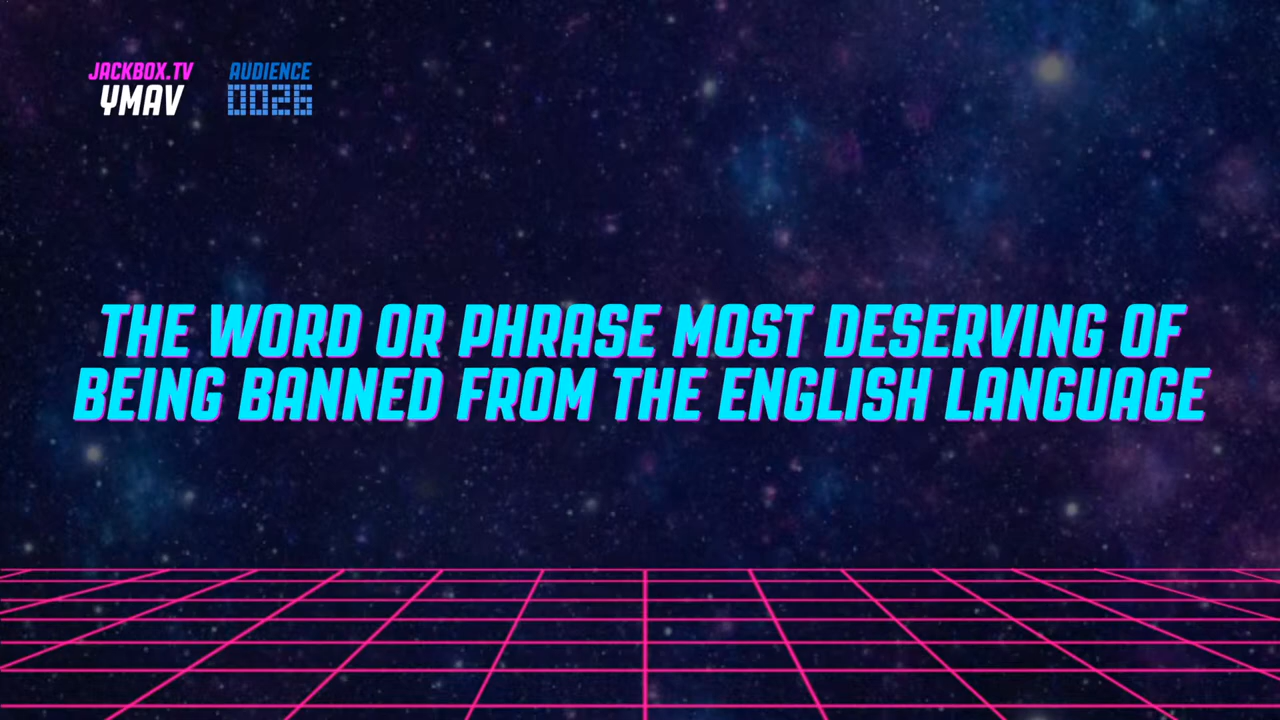 JACKBOX.TV
YMAV
AUDIENCE
0026
THE WORD OR PHRASE MOST DESERVING OF
BEING BANNED FROM THE ENGLISH LANGUAGE